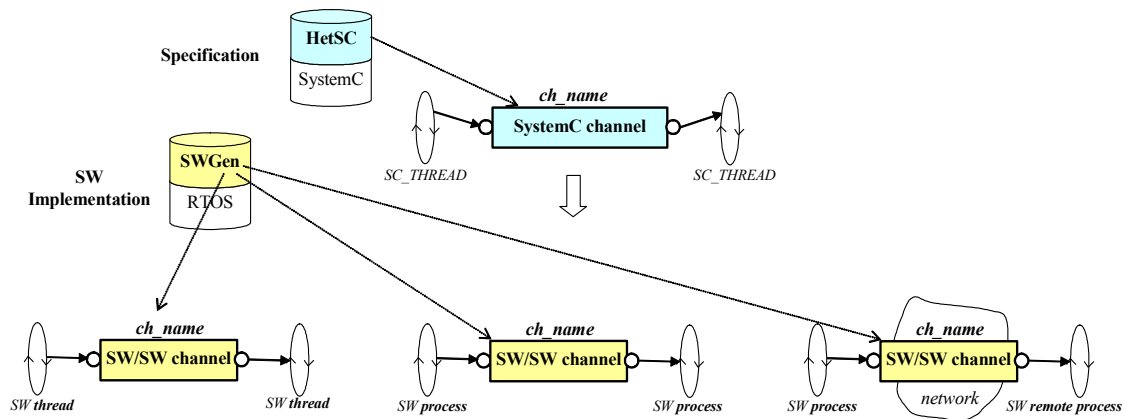 HetSC
Specification
SystemC
ch_name
SystemC channel
SC_THREAD
SC_THREAD
SWGen
SW
Implementation
RTOS
ch_name
SW/SW channel
SW thread
SW thread
ch_name
SW/SW channel
SW process
SW process
ch_name
SW/SW channel
network
SW process
SW remote process